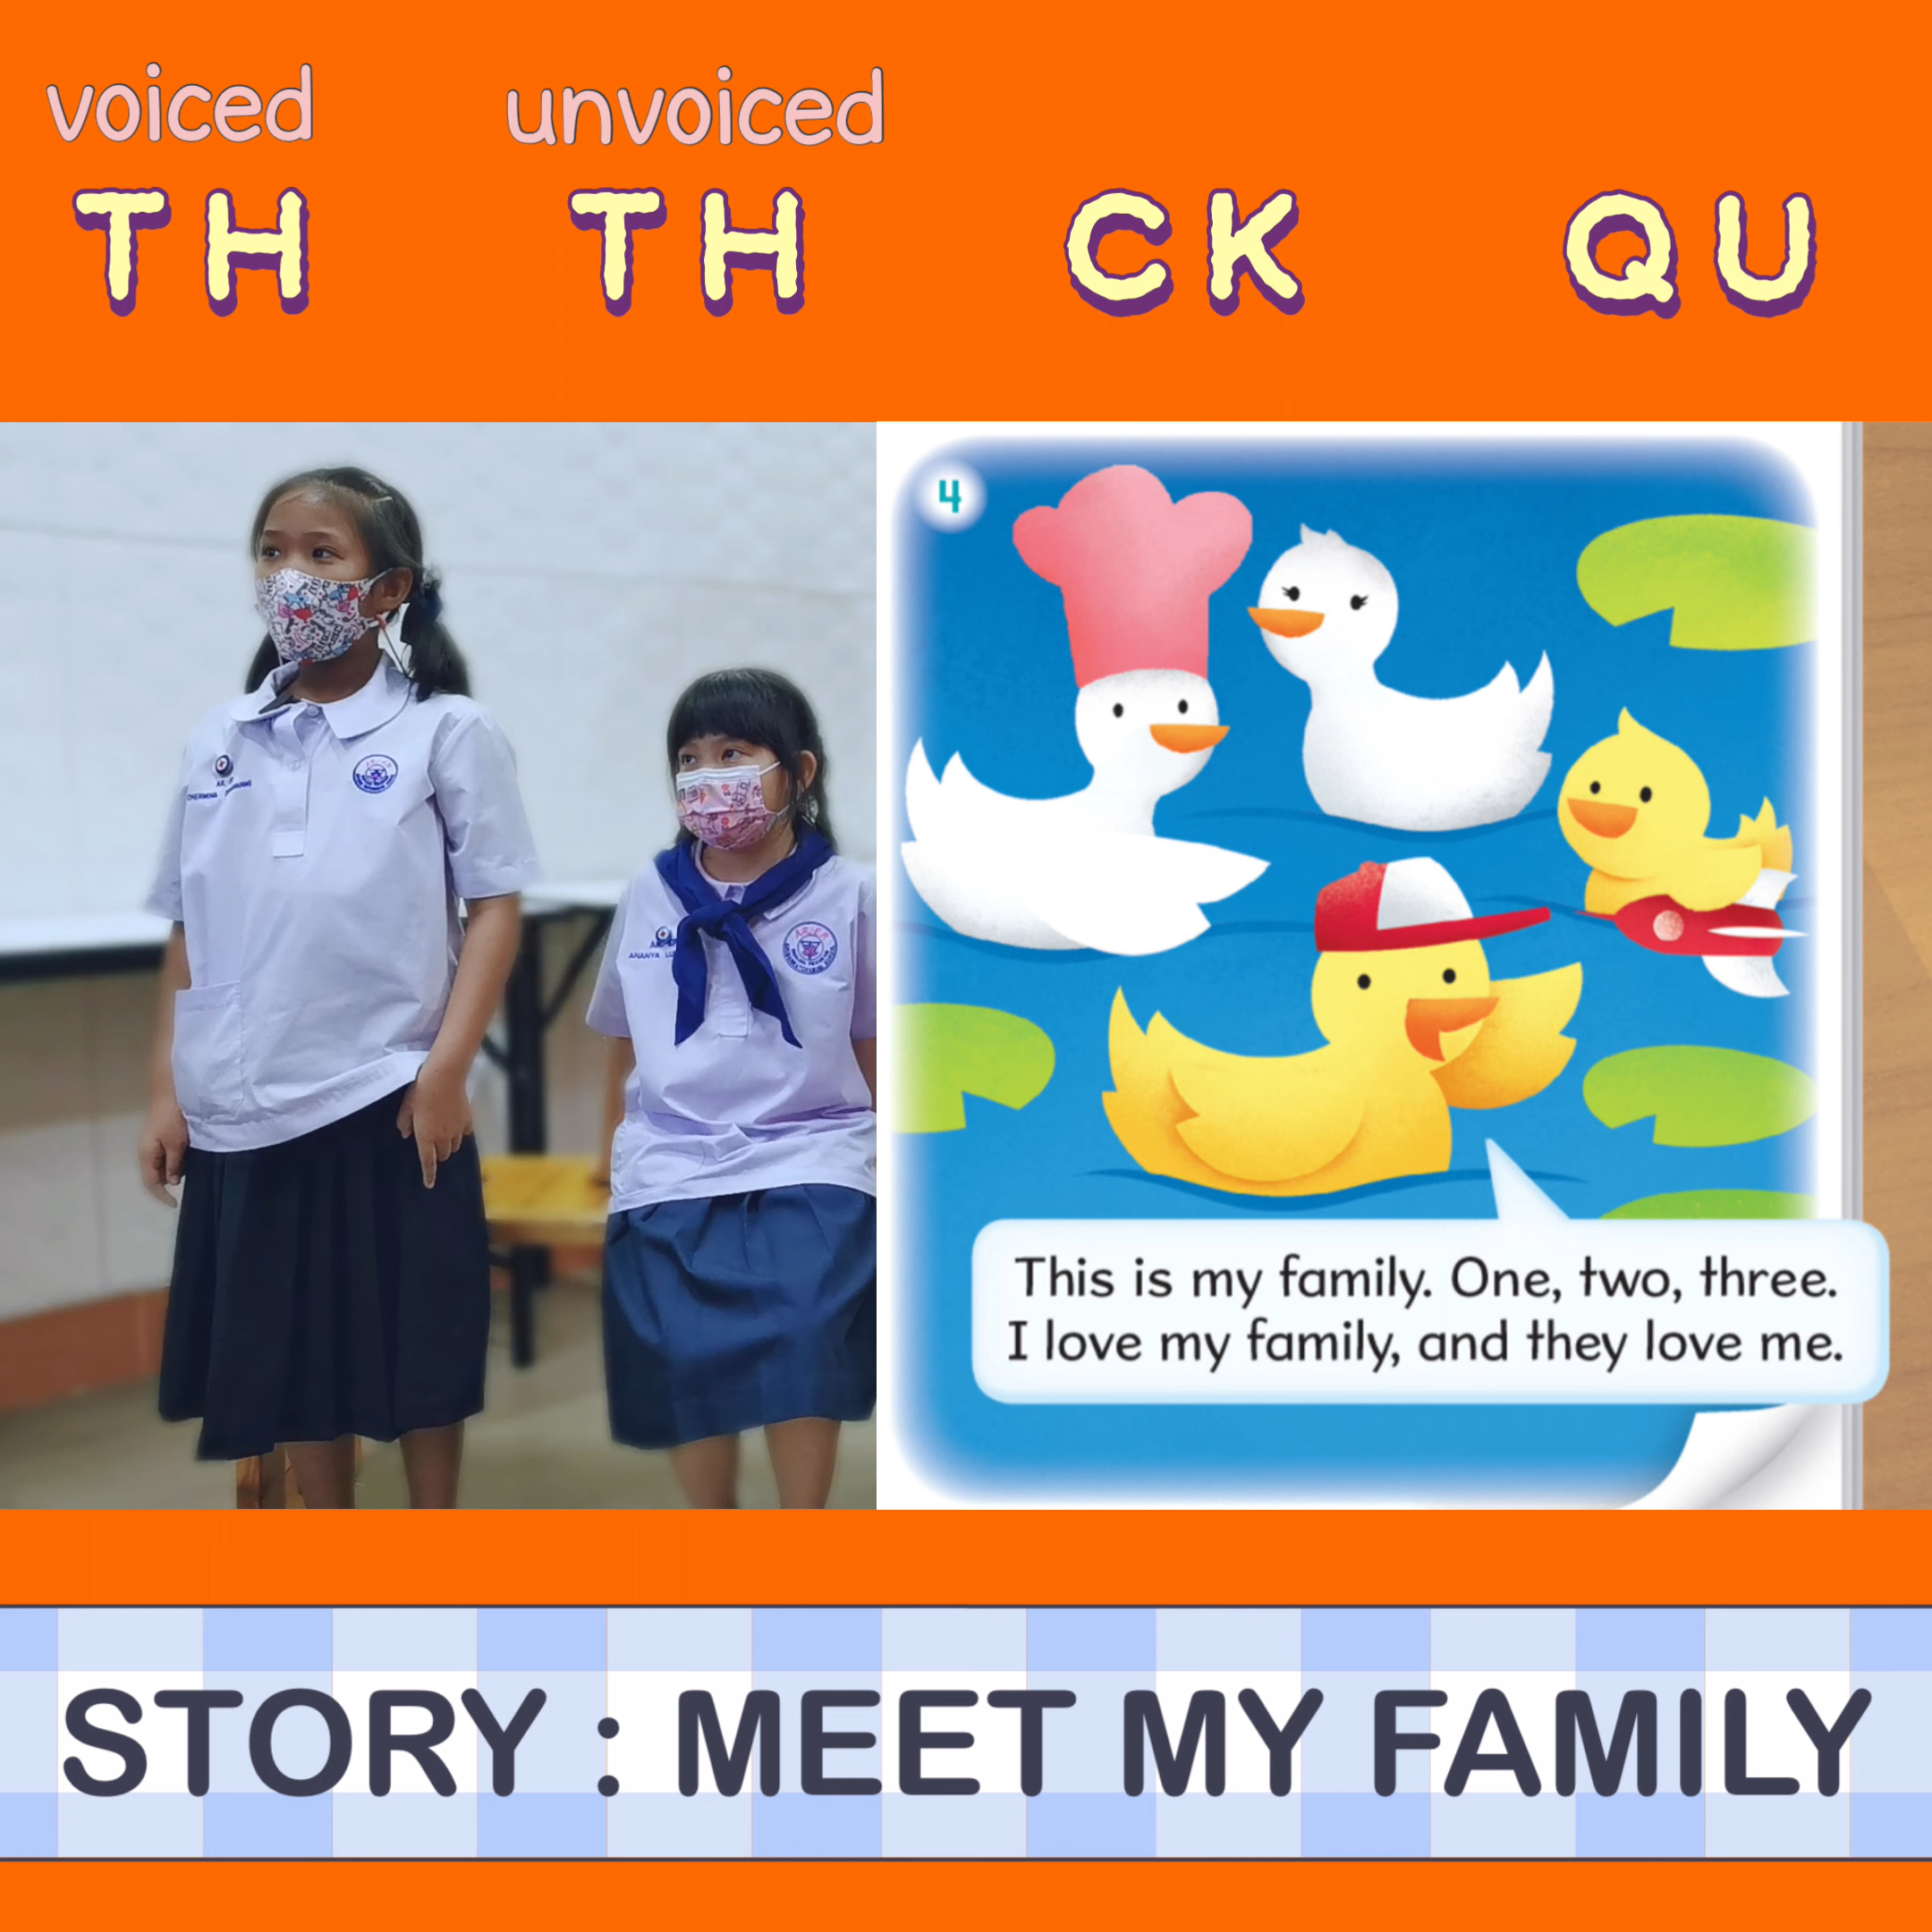 voiced unvoiced
TH TH CK QU
4
This is my family. One, two, three.
I love my family, and they love me.
STORY : MEET MY FAMILY